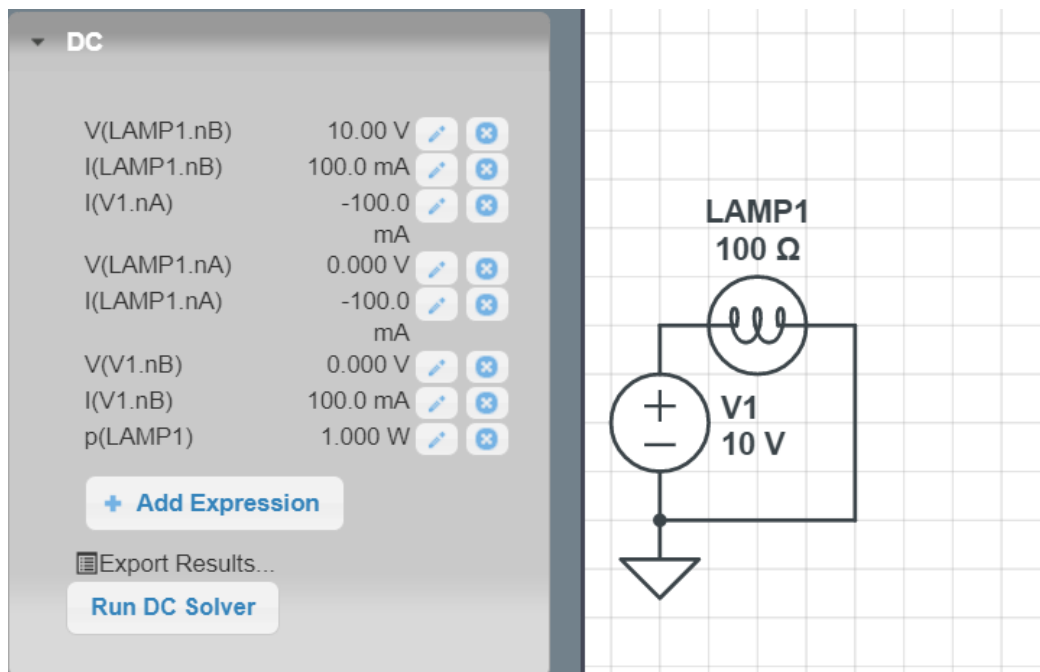 DC
V(LAMP1.nB) 10.00 V
I(LAMP1.nB) 100.0 mA
I(V1.nA) -100.0
mA
V(LAMP1.nA) 0.000 V
I(LAMP1.nA) -100.0
mA
V(V1.nB) 0.000 V
I(V1.nB) 100.0 mA
p(LAMP1) 1.000 W
+ Add Expression
Export Results...
Run DC Solver
LAMP1
100 Ω
V1
10 V